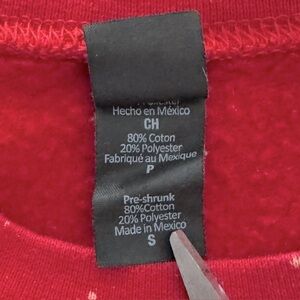 Hecho en México
CH
80% Coton
20% Polyester
Fabriqué au Mexique
P
Pre-shrunk
80%Cotton
20% Polyester
Made in Mexico
S